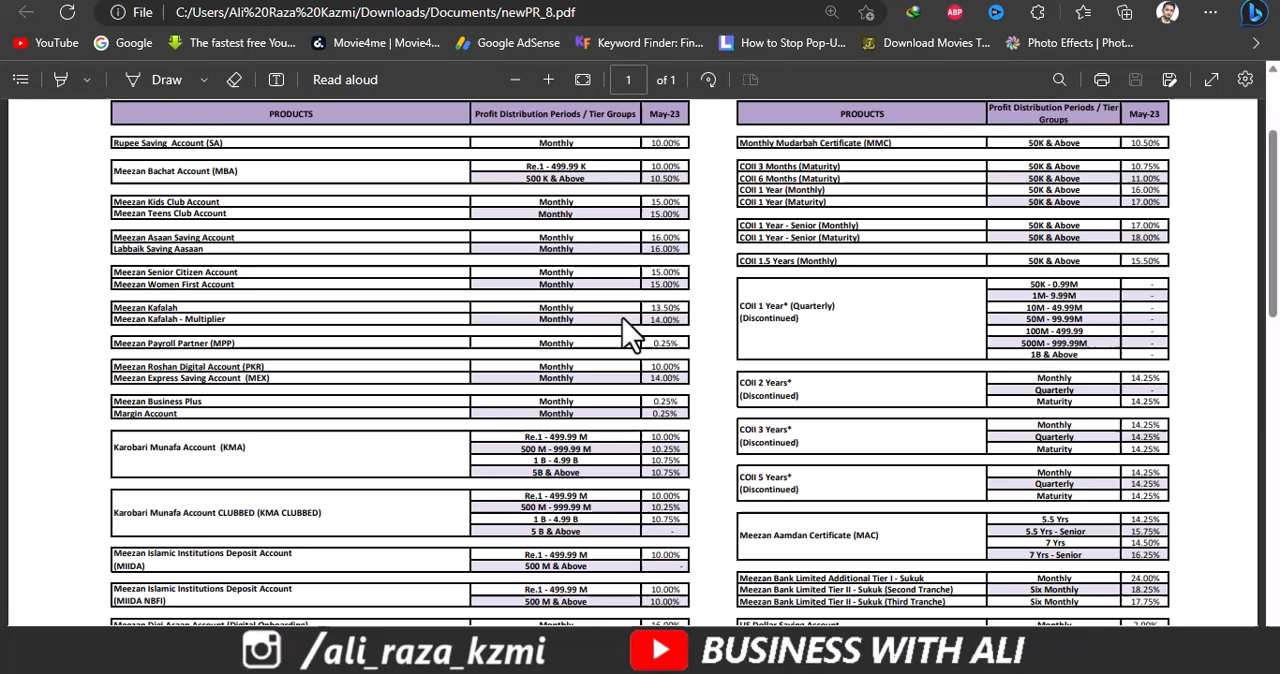 File C:/Users/Ali%20Raza%20Kazmi/Downloads/Documents/newPR_8.pdf ABP
YouTube Google The fastest free You... Movie4me | Movie4... Google AdSense Keyword Finder: Fin... How to Stop Pop-U... Download Movies T... Photo Effects | Phot...
Draw Read aloud 1 of 1
PRODUCTS Profit Distribution Periods / Tier Groups May-23
Rupee Saving Account (SA) Monthly 10.00%
Meezan Bachat Account (MBA) Re.1 - 499.99 K 10.00%
500 K & Above 10.50%
Meezan Kids Club Account Monthly 15.00%
Meezan Teens Club Account Monthly 15.00%
Meezan Asaan Saving Account Monthly 16.00%
Labbaik Saving Aasaan Monthly 16.00%
Meezan Senior Citizen Account Monthly 15.00%
Meezan Women First Account Monthly 15.00%
Meezan Kafalah Monthly 13.50%
Meezan Kafalah - Multiplier Monthly 14.00%
Meezan Payroll Partner (MPP) Monthly 0.25%
Meezan Roshan Digital Account (PKR) Monthly 10.00%
Meezan Express Saving Account (MEX) Monthly 14.00%
Meezan Business Plus Monthly 0.25%
Margin Account Monthly 0.25%
Karobari Munafa Account (KMA) Re.1 - 499.99 M 10.00%
500 M - 999.99 M 10.25%
1 B - 4.99 B 10.75%
5B & Above 10.75%
Karobari Munafa Account CLUBBED (KMA CLUBBED) Re.1 - 499.99 M 10.00%
500 M - 999.99 M 10.25%
1 B - 4.99 B 10.75%
5 B & Above -
Meezan Islamic Institutions Deposit Account Re.1 - 499.99 M 10.00%
(MIIDA) 500 M & Above -
Meezan Islamic Institutions Deposit Account Re.1 - 499.99 M 10.00%
(MIIDA NBFI) 500 M & Above 10.00%
Meezan Digi Asaan Account (Digital Onboarding) Monthly 16.00%
PRODUCTS Profit Distribution Periods / Tier Groups May-23
Monthly Mudarbah Certificate (MMC) 50K & Above 10.50%
COII 3 Months (Maturity) 50K & Above 10.75%
COII 6 Months (Maturity) 50K & Above 11.00%
COII 1 Year (Monthly) 50K & Above 16.00%
COII 1 Year (Maturity) 50K & Above 17.00%
COII 1 Year - Senior (Monthly) 50K & Above 17.00%
COII 1 Year - Senior (Maturity) 50K & Above 18.00%
COII 1.5 Years (Monthly) 50K & Above 15.50%
COII 1 Year* (Quarterly)
(Discontinued)
50K - 0.99M -
1M- 9.99M -
10M - 49.99M -
50M - 99.99M -
100M - 499.99 -
500M - 999.99M -
1B & Above -
COII 2 Years* Monthly 14.25%
(Discontinued) Quarterly -
Maturity 14.25%
COII 3 Years* Monthly 14.25%
(Discontinued) Quarterly 14.25%
Maturity 14.25%
COII 5 Years* Monthly 14.25%
(Discontinued) Quarterly 14.25%
Maturity 14.25%
Meezan Aamdan Certificate (MAC) 5.5 Yrs 14.25%
5.5 Yrs - Senior 15.75%
7 Yrs 14.50%
7 Yrs - Senior 16.25%
Meezan Bank Limited Additional Tier I - Sukuk Monthly 24.00%
Meezan Bank Limited Tier II - Sukuk (Second Tranche) Six Monthly 18.25%
Meezan Bank Limited Tier II - Sukuk (Third Tranche) Six Monthly 17.75%
US Dollar Saving Account Monthly 2.00%
/ali_raza_kzmi BUSINESS WITH ALI